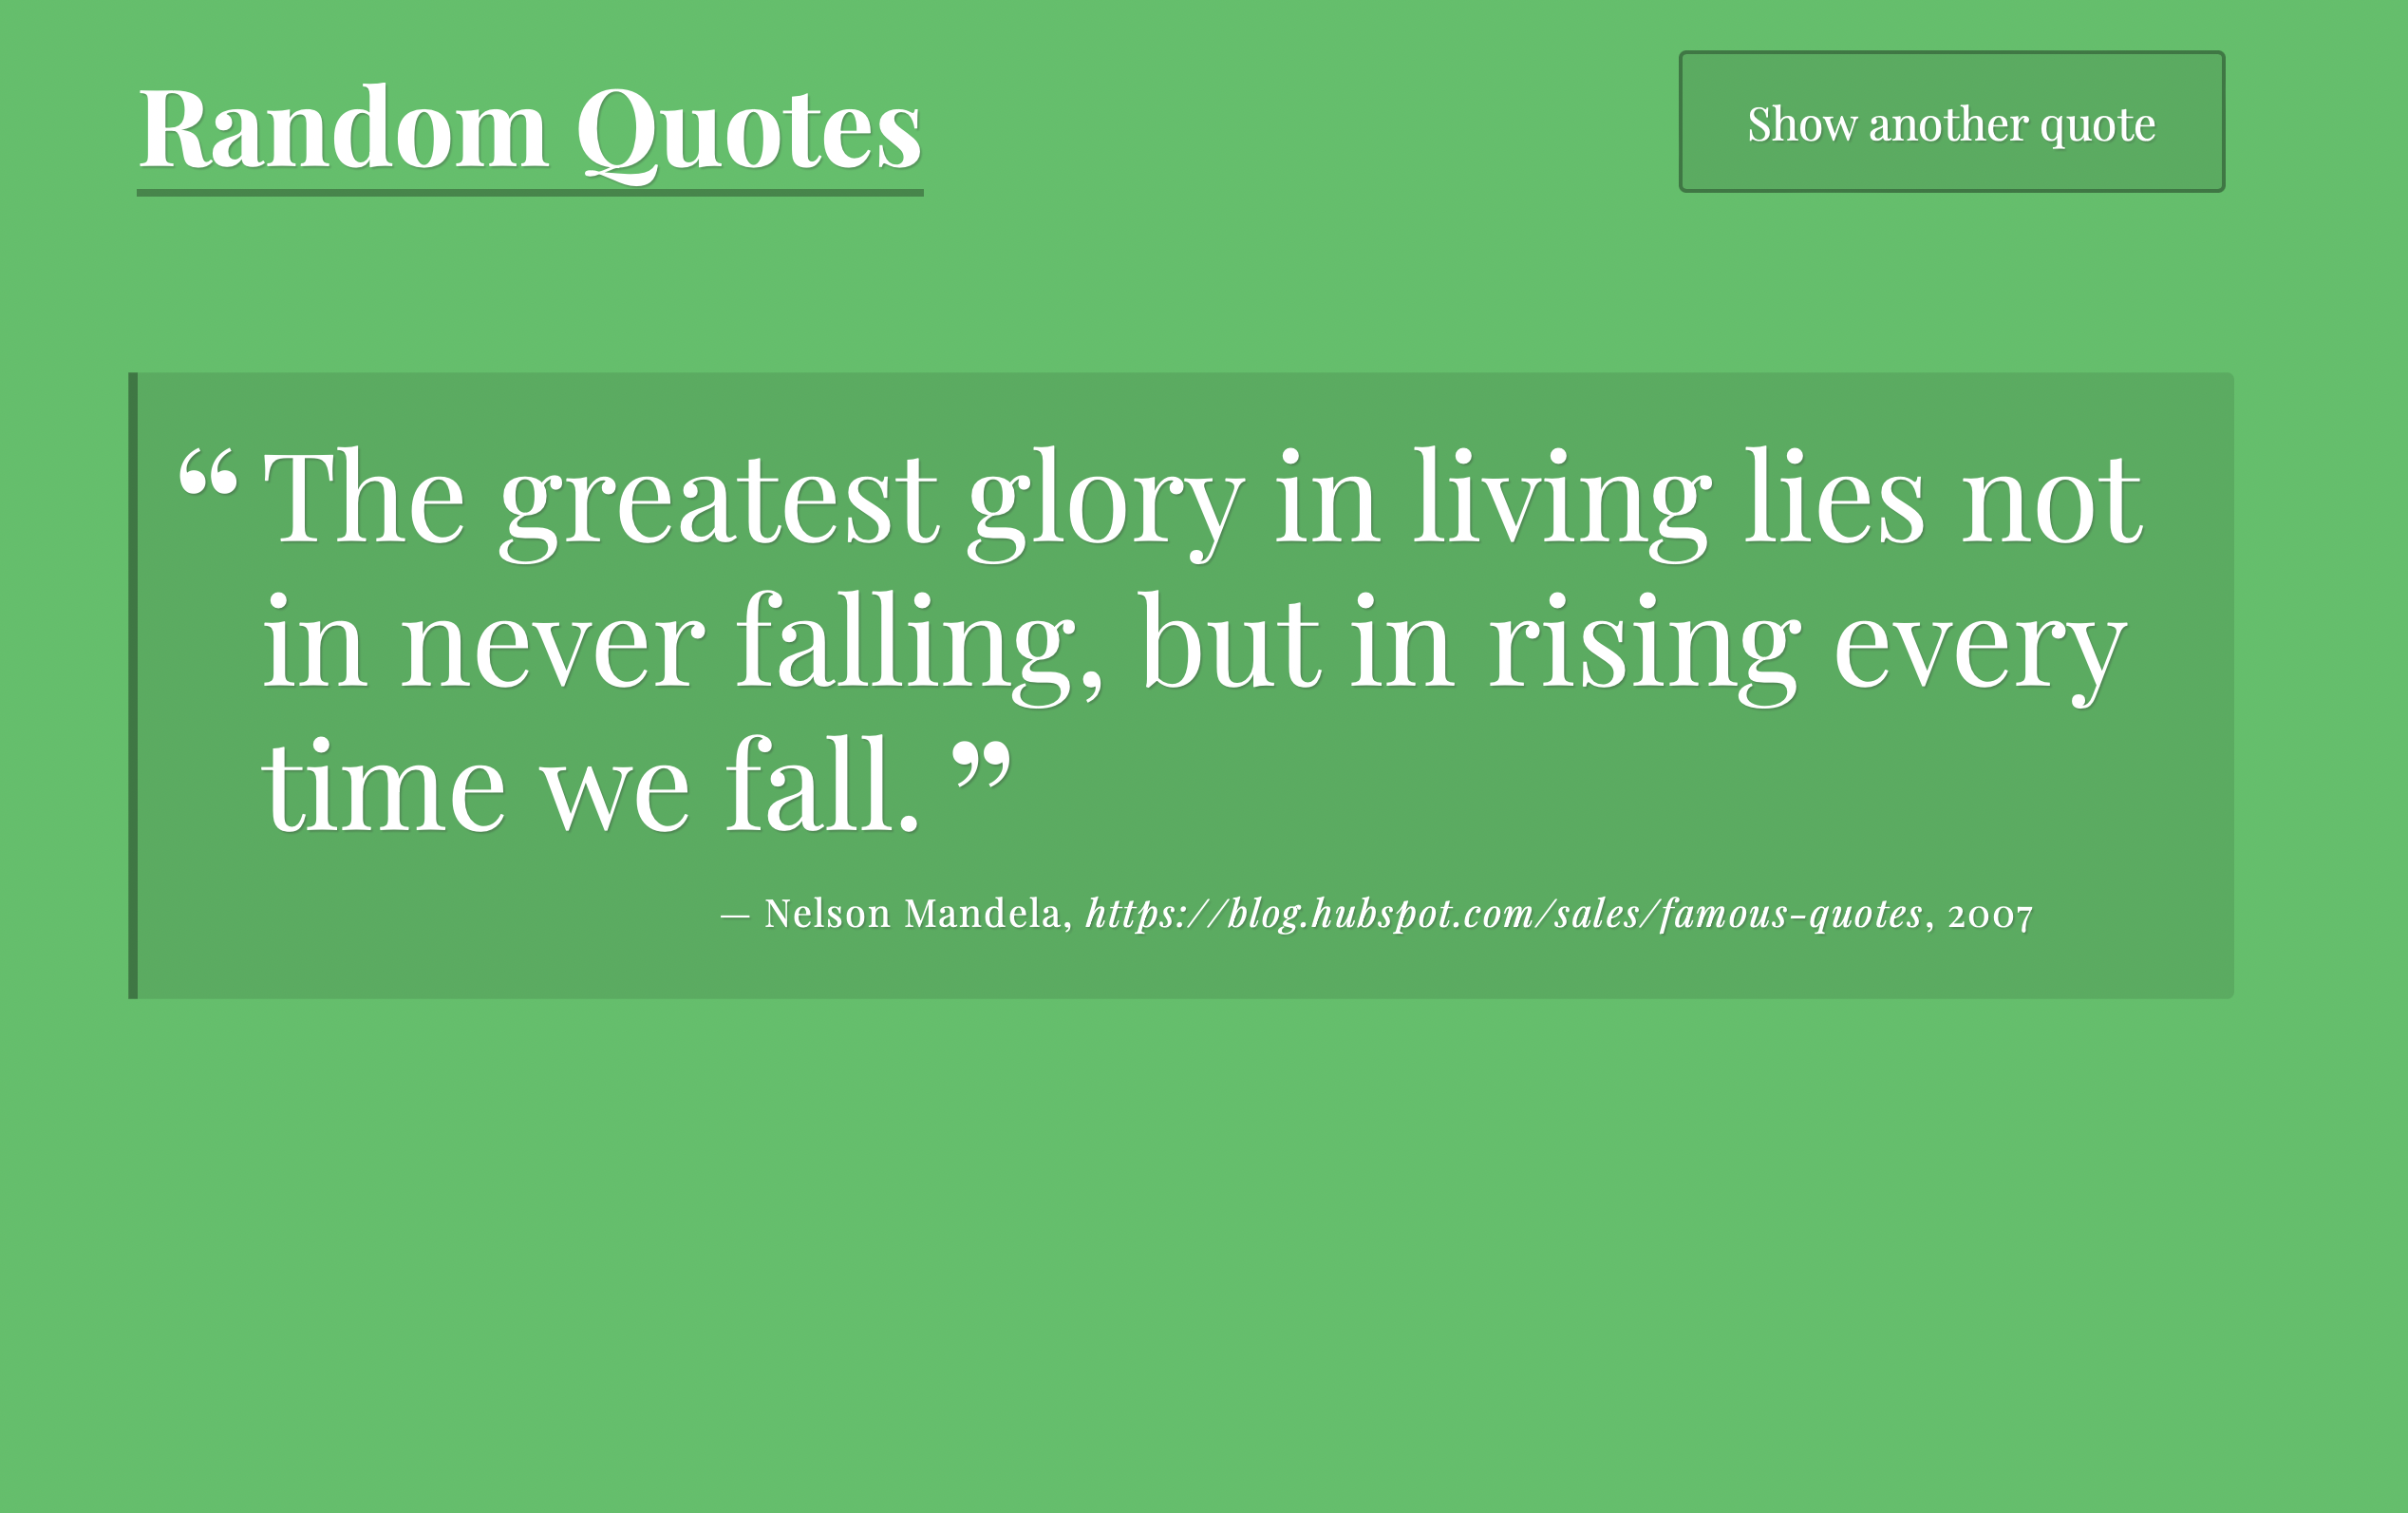 Random Quotes
Show another quote
“ The greatest glory in living lies not
in never falling, but in rising every
time we fall. ”
— Nelson Mandela, https://blog.hubspot.com/sales/famous-quotes, 2007